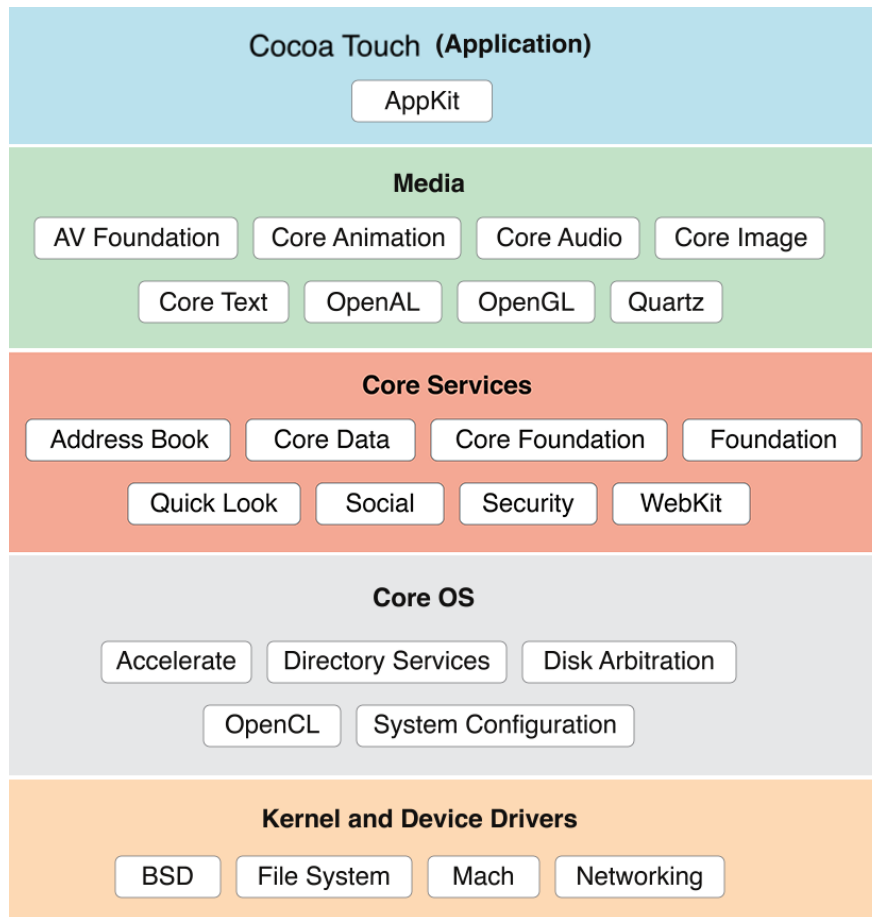 Cocoa Touch (Application)
AppKit
Media
AV Foundation Core Animation Core Audio Core Image
Core Text OpenAL OpenGL Quartz
Core Services
Address Book Core Data Core Foundation Foundation
Quick Look Social Security WebKit
Core OS
Accelerate Directory Services Disk Arbitration
OpenCL System Configuration
Kernel and Device Drivers
BSD File System Mach Networking